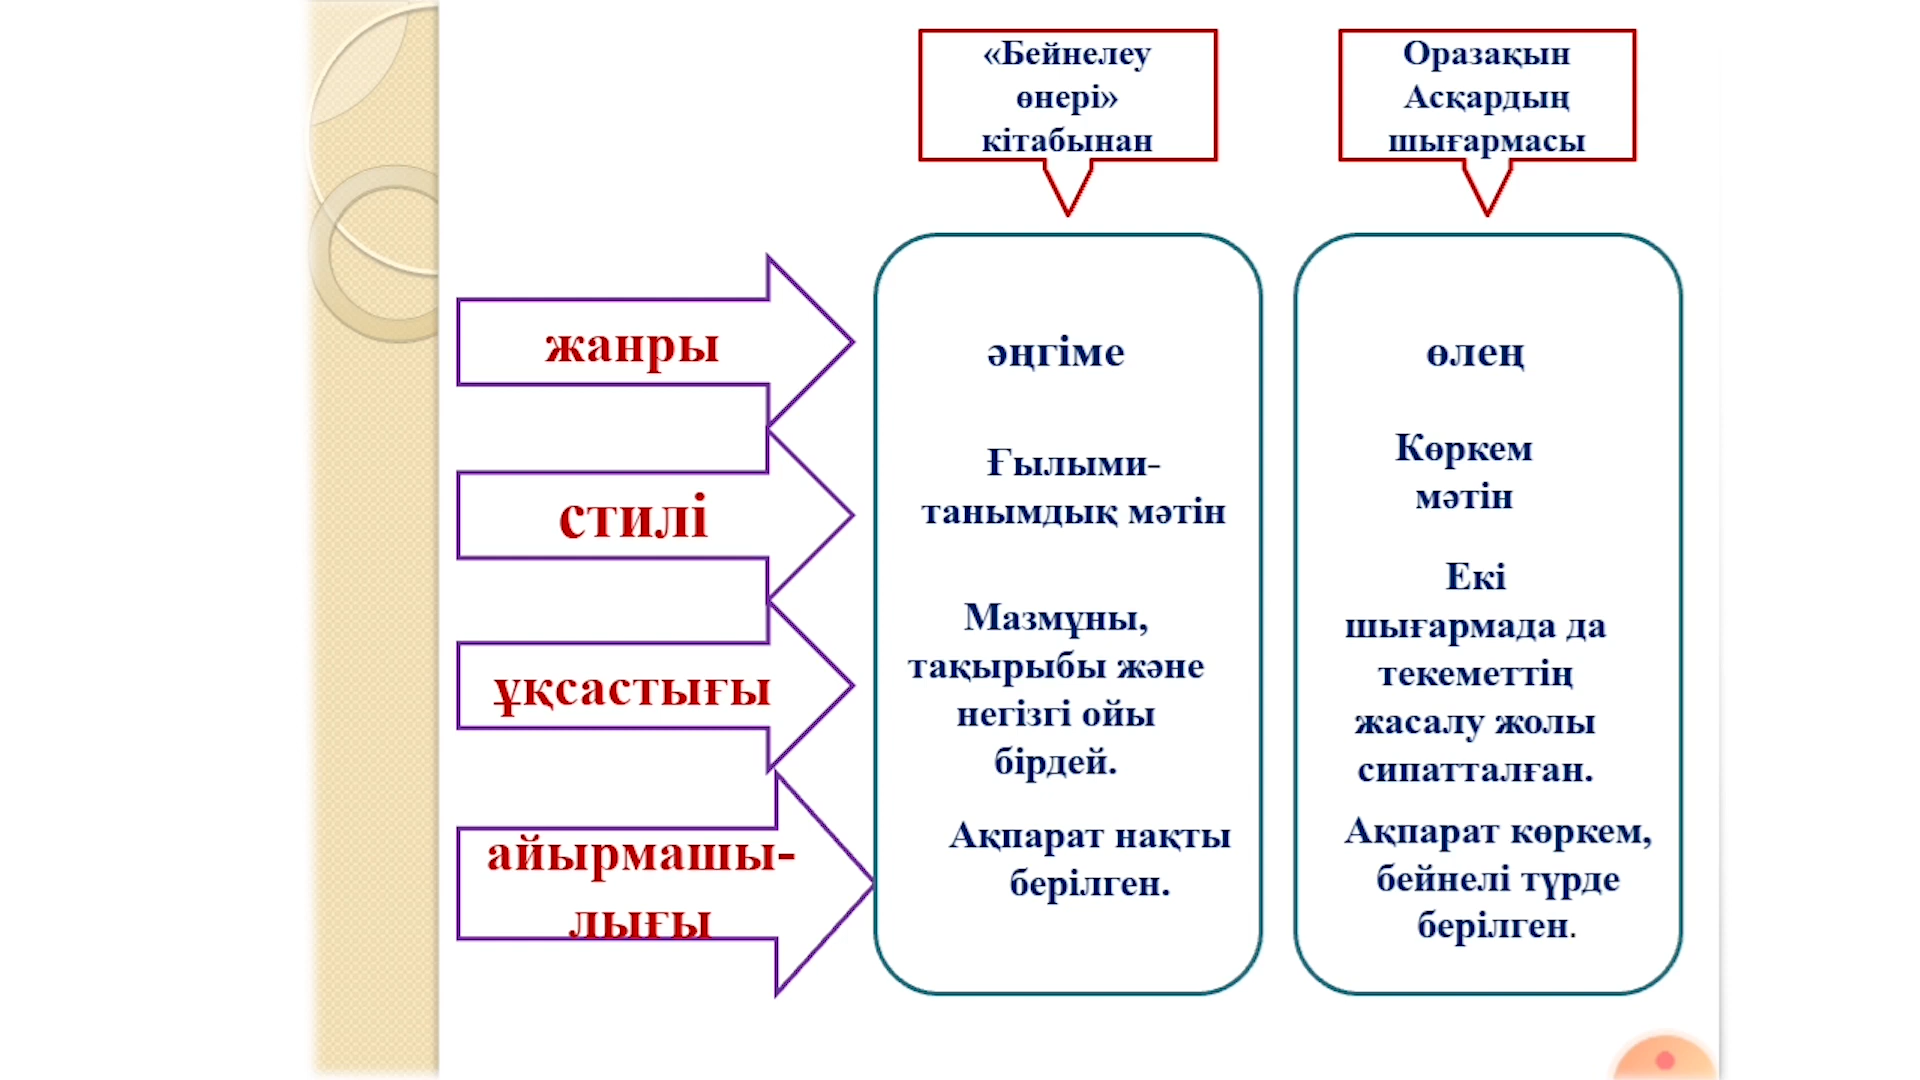 «Бейнелеу
өнері»
кітабынан
Оразақын
Асқардың
шығармасы
жанры
әңгіме
өлең
стилі
Ғылыми-
танымдық мәтін
Көркем
мәтін
ұқсастығы
Мазмұны,
тақырыбы және
негізгі ойы
бірдей.
Екі
шығармада да
текеметтің
жасалу жолы
сипатталған.
айырмашы-
лығы
Ақпарат нақты
берілген.
Ақпарат көркем,
бейнелі түрде
берілген.